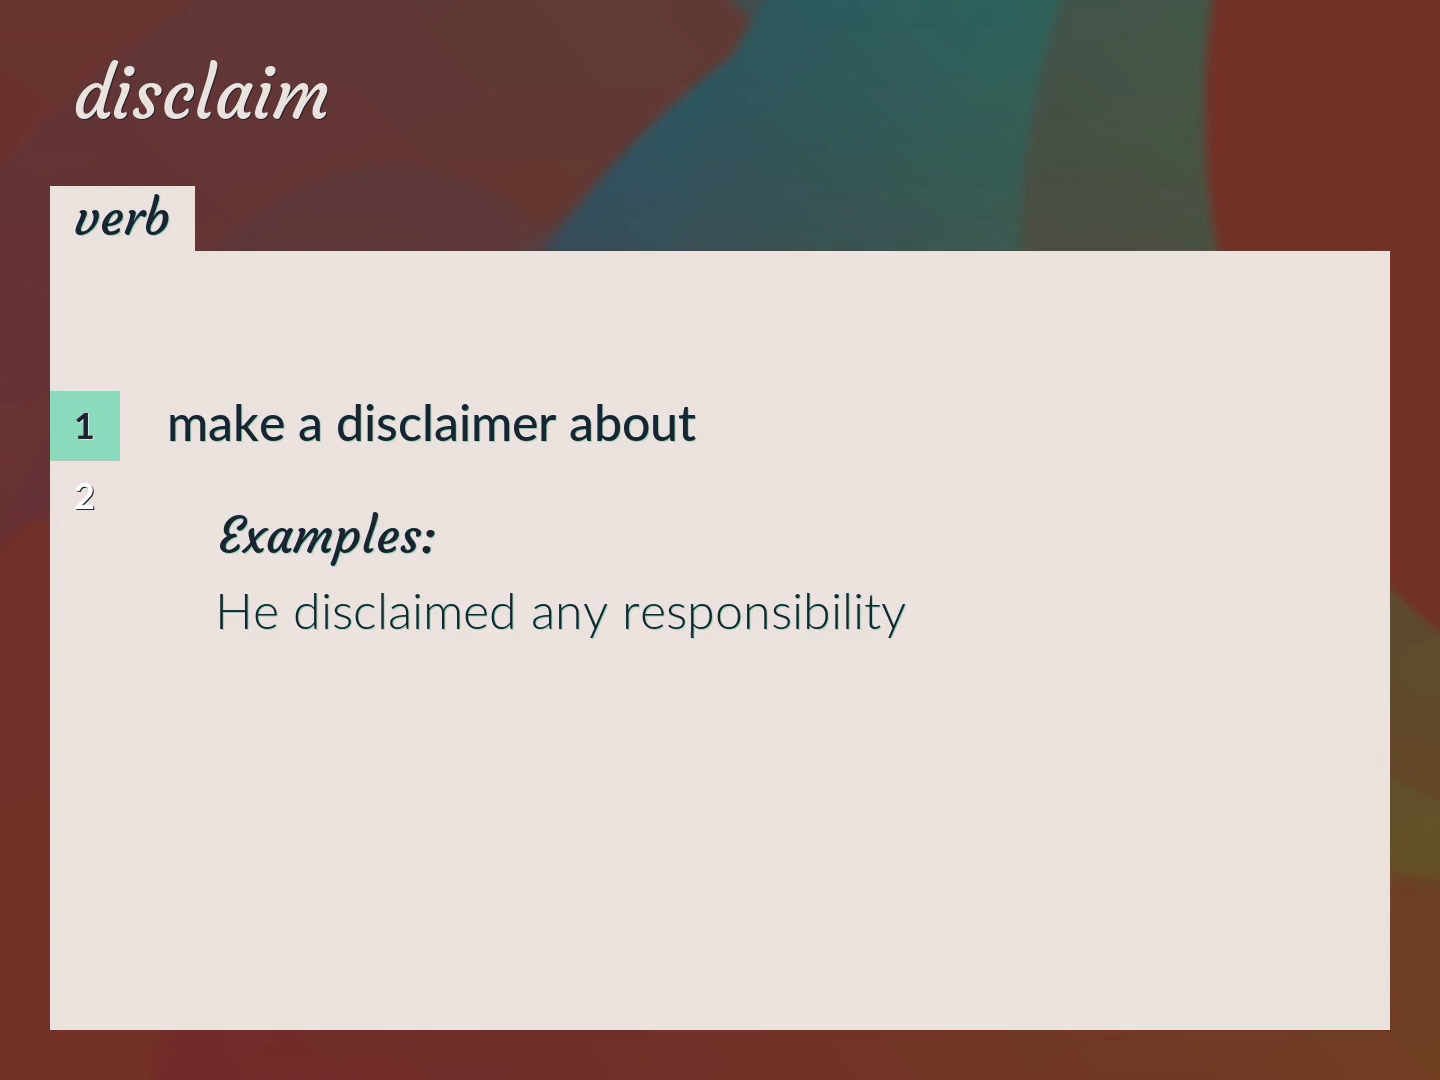 disclaim
verb
1 make a disclaimer about
2
Examples:
He disclaimed any responsibility